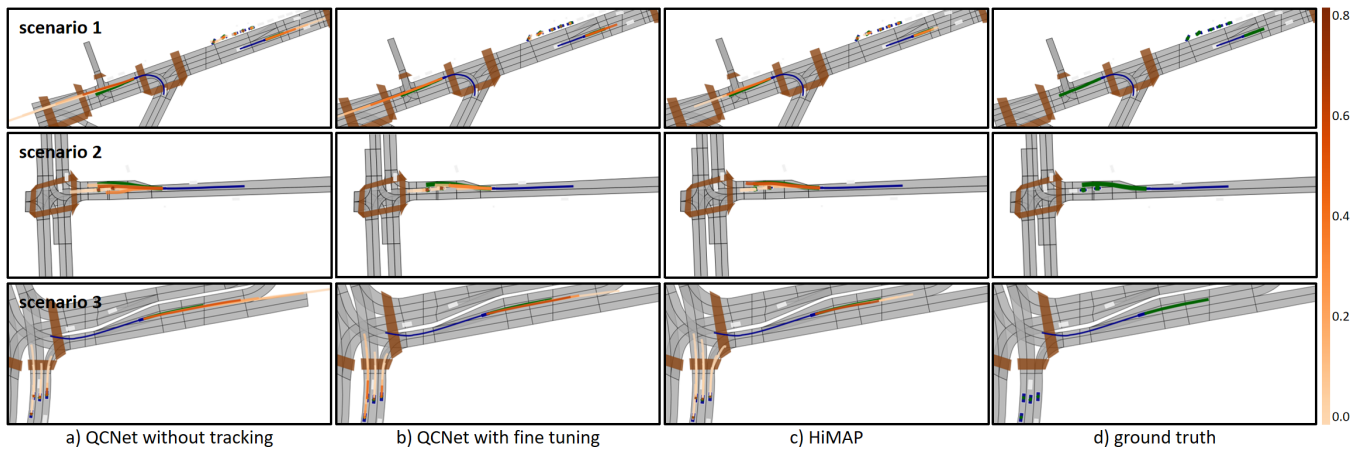 scenario 1
0.8
0.6
scenario 2
0.4
0.2
scenario 3
0.0
a) QCNet without tracking
b) QCNet with fine tuning
c) HiMAP
d) ground truth